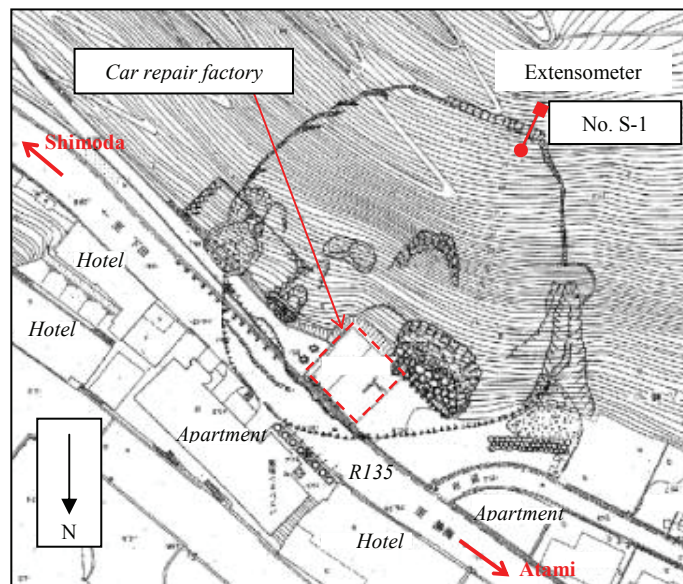 Car repair factory
Extensometer
No. S-1
Shimoda
Hotel
Hotel
Apartment
R135
N
Apartment
Hotel
Atami